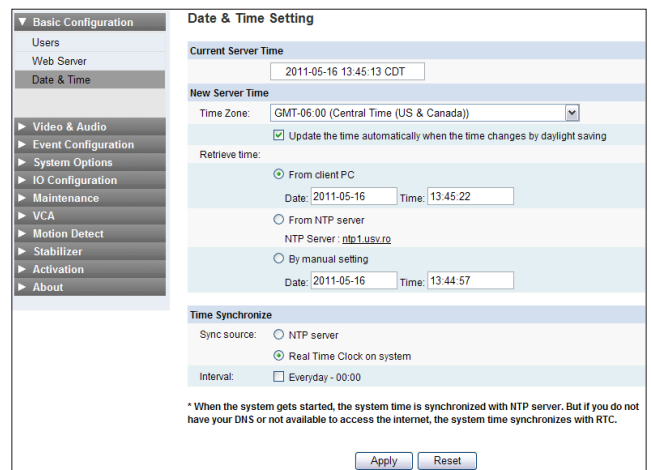 Basic Configuration
Users
Web Server
Date & Time
Video & Audio
Event Configuration
System Options
IO Configuration
Maintenance
VCA
Motion Detect
Stabilizer
Activation
About
Date & Time Setting
Current Server Time
2011-05-16 13:45:13 CDT
New Server Time
Time Zone: GMT-06:00 (Central Time (US & Canada))
Update the time automatically when the time changes by daylight saving
Retrieve time:
From client PC
Date: 2011-05-16 Time: 13:45:22
From NTP server
NTP Server : ntp1.usv.ro
By manual setting
Date: 2011-05-16 Time: 13:44:57
Time Synchronize
Sync source: NTP server
Real Time Clock on system
Interval: Everyday - 00:00
* When the system gets started, the system time is synchronized with NTP server. But if you do not
have your DNS or not available to access the internet, the system time synchronizes with RTC.
Apply Reset